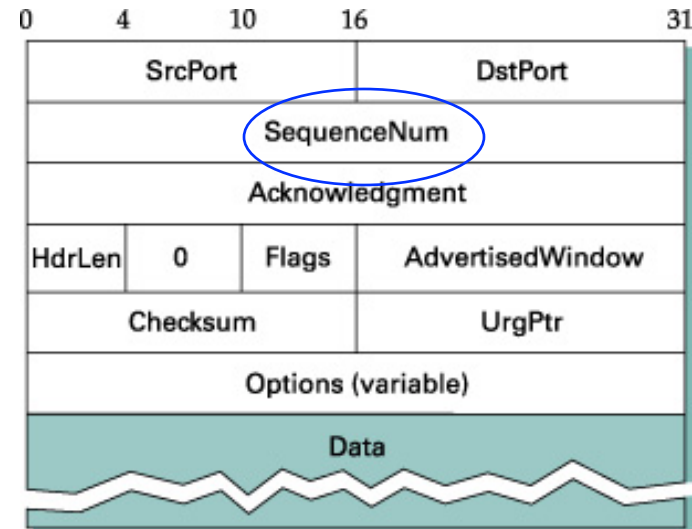 0 4 10 16 31
SrcPort DstPort
SequenceNum
Acknowledgment
HdrLen 0 Flags AdvertisedWindow
Checksum UrgPtr
Options (variable)
Data